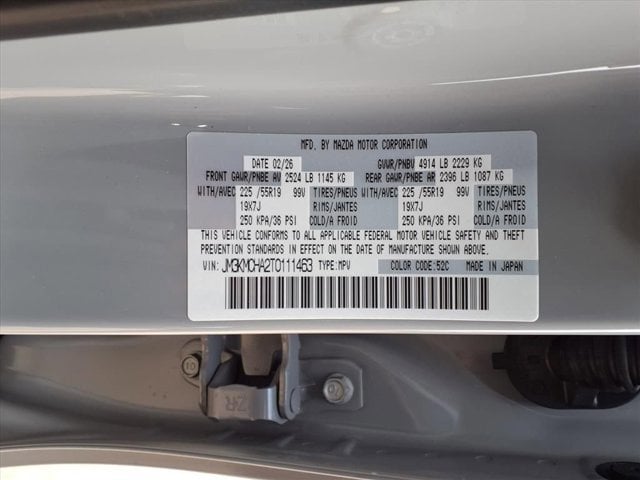 MFD. BY MAZDA MOTOR CORPORATION
DATE 02/26 GVWR/PNBV 4914 LB 2229 KG
FRONT GAWR/PNBE AV 2524 LB 1145 KG REAR GAWR/PNBE AR 2396 LB 1087 KG
WITH/AVEC 225 /55R19 99V TIRES/PNEUS WITH/AVEC 225 /55R19 99V TIRES/PNEUS
19X7J RIMS/JANTES 19X7J RIMS/JANTES
250 KPA/36 PSI COLD/A FROID 250 KPA/36 PSI COLD/A FROID
THIS VEHICLE CONFORMS TO ALL APPLICABLE FEDERAL MOTOR VEHICLE SAFETY AND THEFT
PREVENTION STANDARDS IN EFFECT ON THE DATE OF MANUFACTURE SHOWN ABOVE.
VIN: JM3KMCHA2T0111463 TYPE:MPV COLOR CODE:52C MADE IN JAPAN
10
ZR